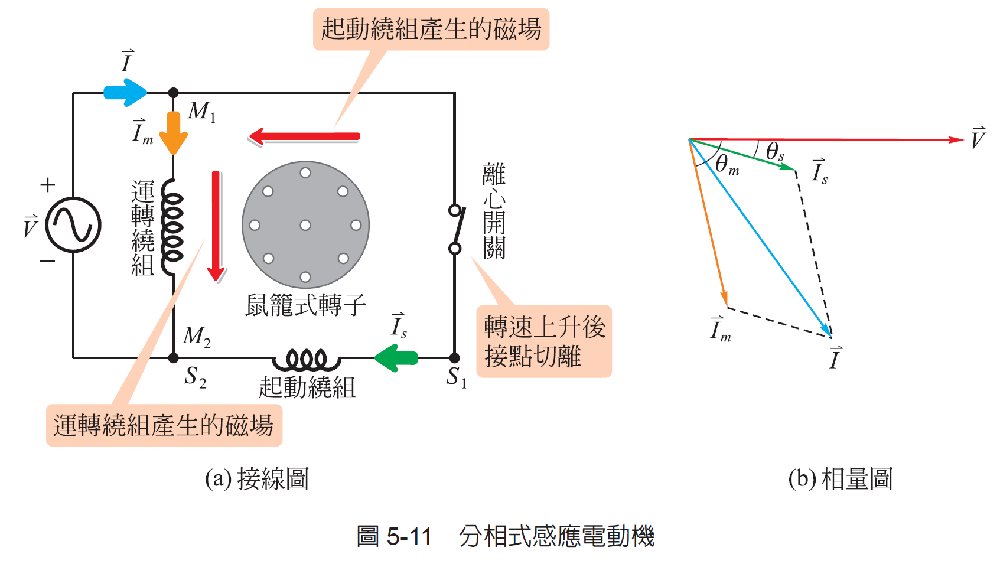 起動繞組產生的磁場
I
M1
Im
運轉繞組
+
V
−
離心開關
鼠籠式轉子
轉速上升後
接點切離
Is
M2
S2
起動繞組
S1
運轉繞組產生的磁場
(a) 接線圖
V
θs
θm
Is
Im
I
(b) 相量圖
圖 5-11 分相式感應電動機